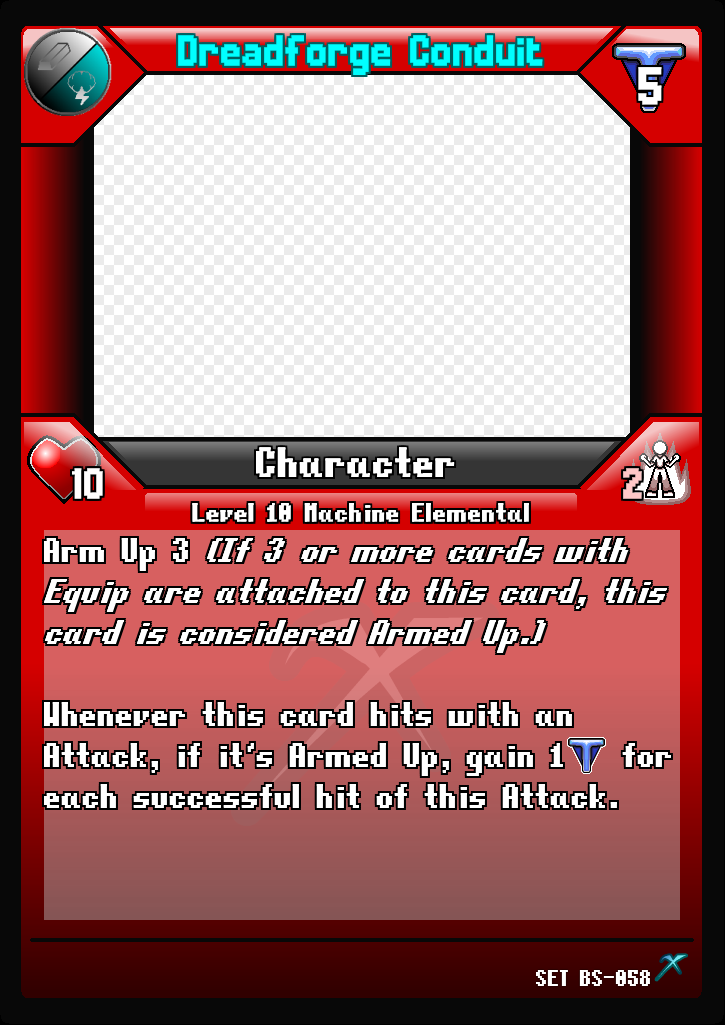 Dreadforge Conduit
5
Character
10
2
Level 10 Machine Elemental
Arm Up 3 (If 3 or more cards with
Equip are attached to this card, this
card is considered Armed Up.)
Whenever this card hits with an
Attack, if it's Armed Up, gain 1T for
each successful hit of this Attack.
SET BS-058